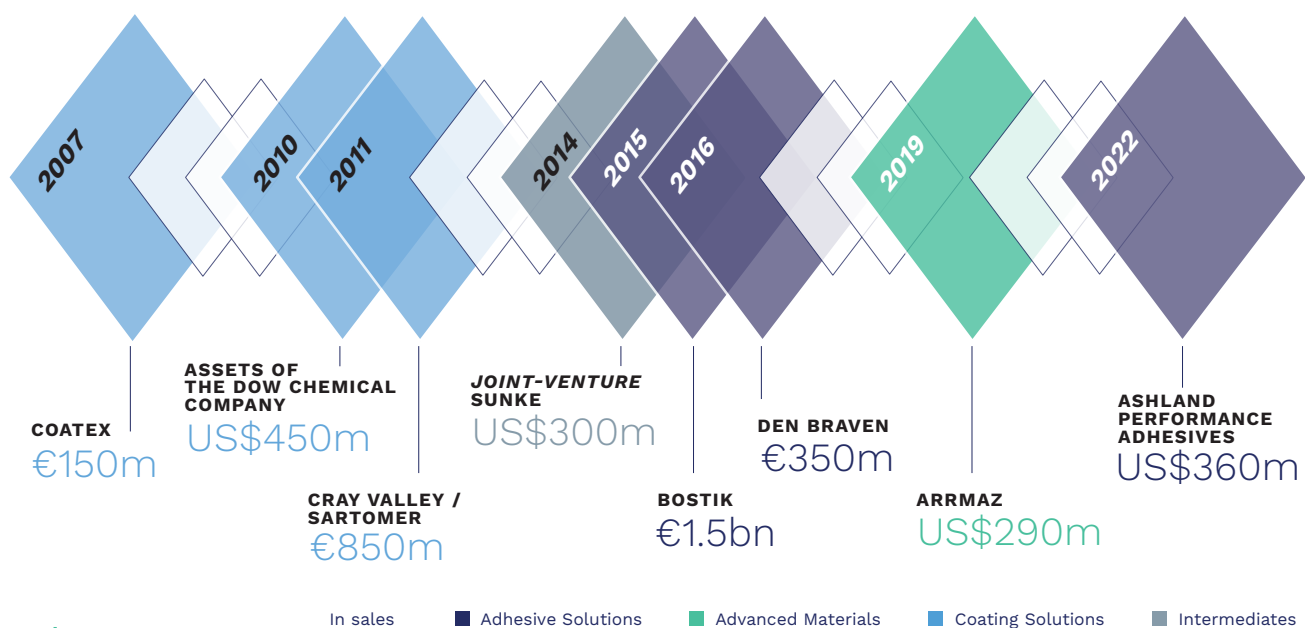 2007
2010
2011
2014
2015
2016
2019
2022
COATEX
€150m
ASSETS OF
THE DOW CHEMICAL
COMPANY
US$450m
CRAY VALLEY /
SARTOMER
€850m
JOINT-VENTURE
SUNKE
US$300m
BOSTIK
€1.5bn
DEN BRAVEN
€350m
ARRMAZ
US$290m
ASHLAND
PERFORMANCE
ADHESIVES
US$360m
In sales
Adhesive Solutions
Advanced Materials
Coating Solutions
Intermediates